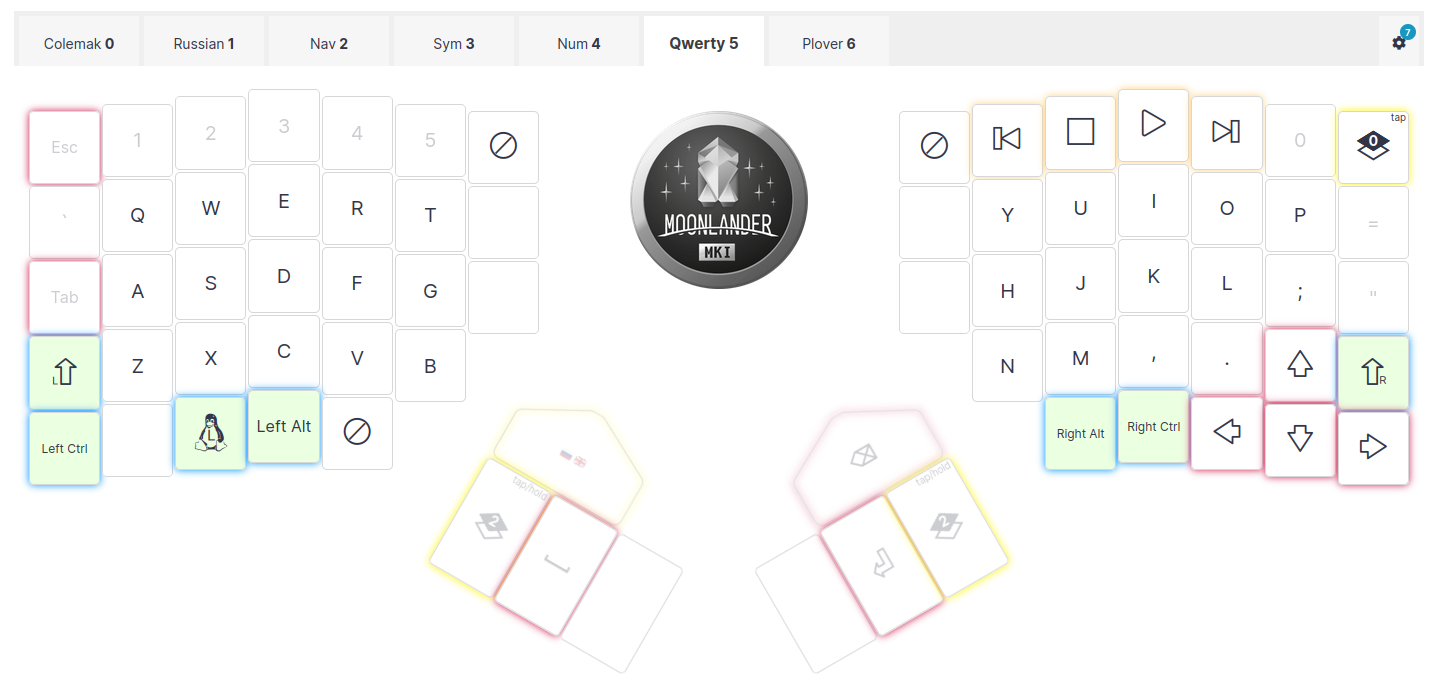 Colemak 0 Russian 1 Nav 2 Sym 3 Num 4 Qwerty 5 Plover 6 7
Esc 1 2 3 4 5 0 tap 0
` Q W E R T Y U I O P =
MOONLANDER
MKI
Tab A S D F G H J K L ; "
L Z X C V B N M , . R
Left Ctrl L Left Alt Right Alt Right Ctrl
tap/hold 2 tap/hold 2